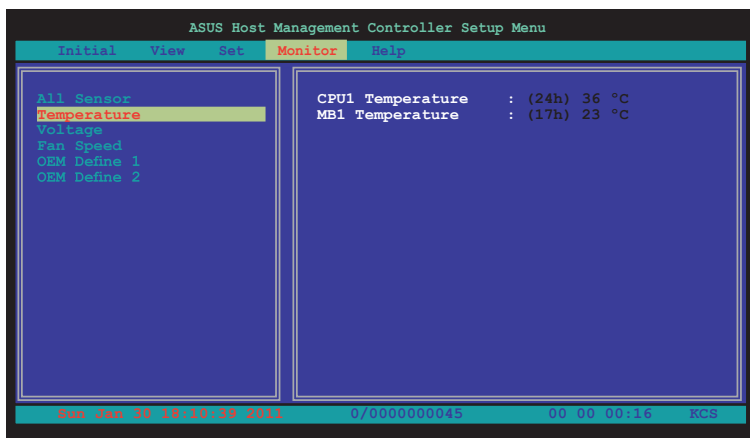 ASUS Host Management Controller Setup Menu
Initial View Set Monitor Help
All Sensor
Temperature
Voltage
Fan Speed
OEM Define 1
OEM Define 2
CPU1 Temperature : (24h) 36 °C
MB1 Temperature : (17h) 23 °C
Sun Jan 30 18:10:39 2011 0/0000000045 00 00 00:16 KCS